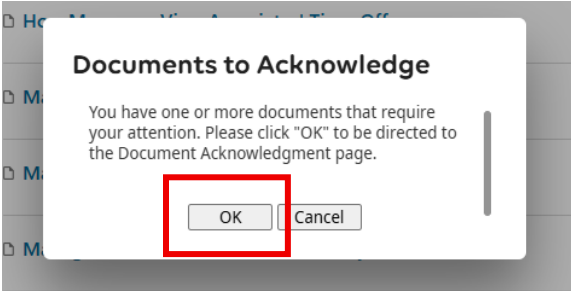 Documents to Acknowledge
You have one or more documents that require
your attention. Please click "OK" to be directed to
the Document Acknowledgment page.
OK Cancel